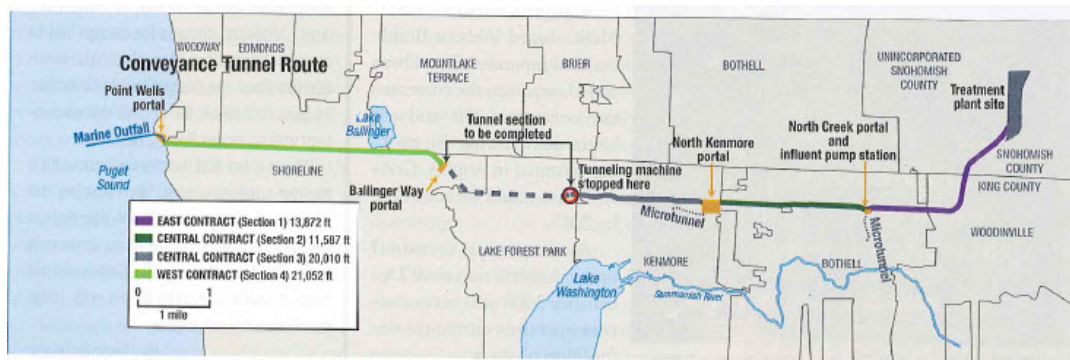 WOODWAY
EDMONDS
Conveyance Tunnel Route
Point Wells
portal
Marine Outfall
Puget
Sound
SHORELINE
MOUNTLAKE
TERRACE
Lake
Ballinger
BRIER
Tunnel section
to be completed
Ballinger Way
portal
LAKE FOREST PARK
Tunneling machine
stopped here
Microtunnel
North Kenmore
portal
BOTHELL
KENMORE
Lake
Washington
Sammamish River
North Creek portal
and
influent pump station
Microtunnel
BOTHELL
UNINCORPORATED
SNOHOMISH
COUNTY
Treatment
plant site
SNOHOMISH
COUNTY
KING COUNTY
WOODINVILLE
EAST CONTRACT (Section 1) 13,872 ft
CENTRAL CONTRACT (Section 2) 11,587 ft
CENTRAL CONTRACT (Section 3) 20,010 ft
WEST CONTRACT (Section 4) 21,052 ft
0 1
1 mile